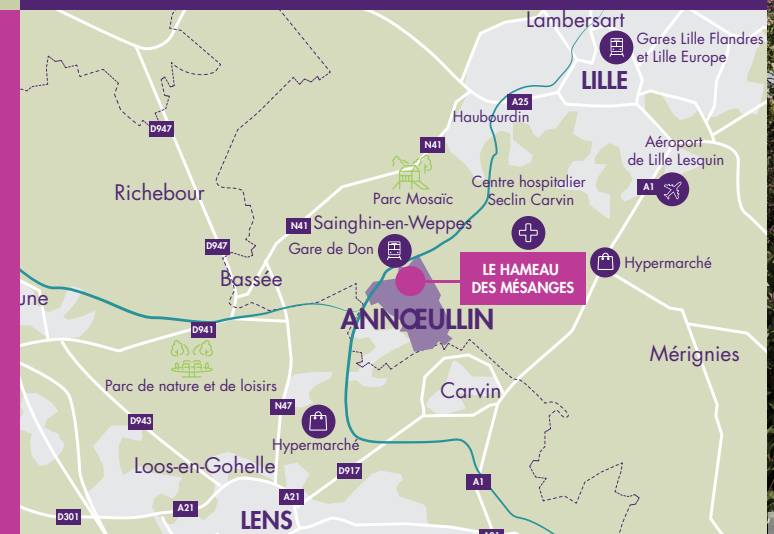 Lambersart
Gares Lille Flandres
et Lille Europe
LILLE
A25
Haubourdin
D947
N41
Aéroport
de Lille Lesquin
A1
Richebour
Parc Mosaïc
Centre hospitalier
Seclin Carvin
N41
Sainghin-en-Weppes
D947
Gare de Don
Hypermarché
LE HAMEAU
DES MÉSANGES
Bassée
une
ANNŒULLIN
D941
Mérignies
Parc de nature et de loisirs
Carvin
N47
D943
Hypermarché
Loos-en-Gohelle
D917
A1
A21
A21
D301
LENS